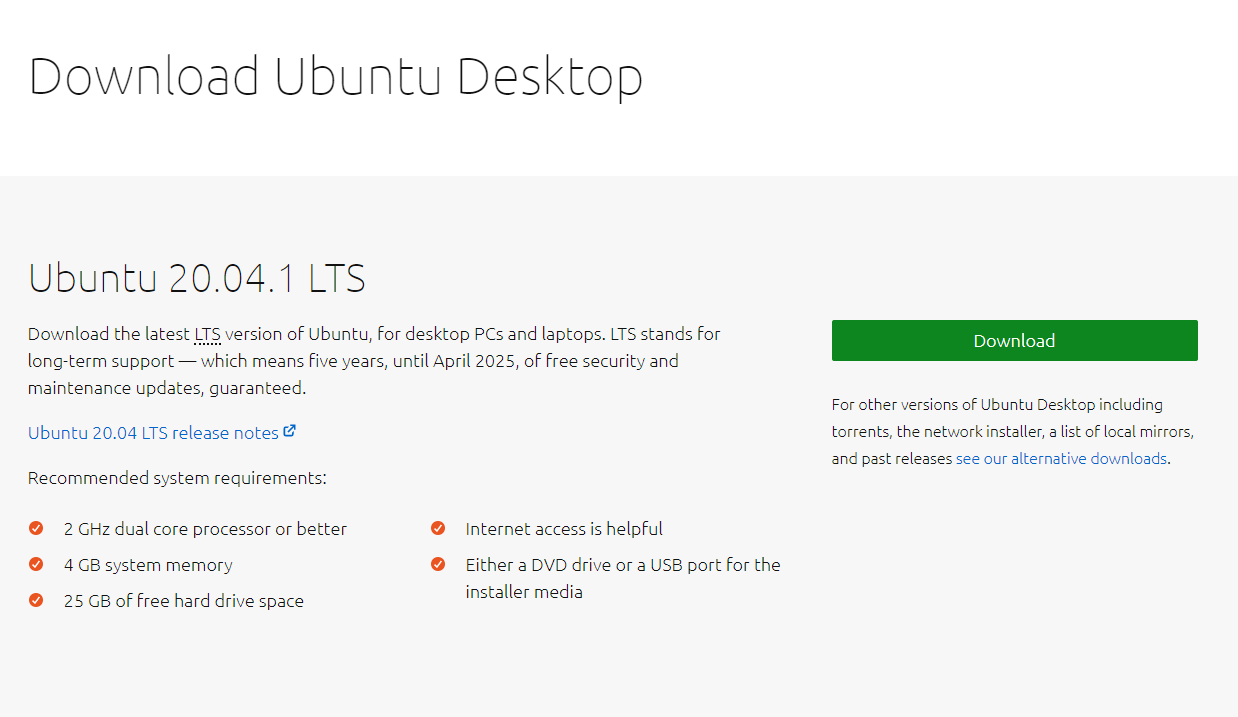 Download Ubuntu Desktop
Ubuntu 20.04.1 LTS
Download the latest LTS version of Ubuntu, for desktop PCs and laptops. LTS stands for
long-term support — which means five years, until April 2025, of free security and
maintenance updates, guaranteed.
Ubuntu 20.04 LTS release notes
Recommended system requirements:
2 GHz dual core processor or better
4 GB system memory
25 GB of free hard drive space
Internet access is helpful
Either a DVD drive or a USB port for the
installer media
Download
For other versions of Ubuntu Desktop including
torrents, the network installer, a list of local mirrors,
and past releases see our alternative downloads.